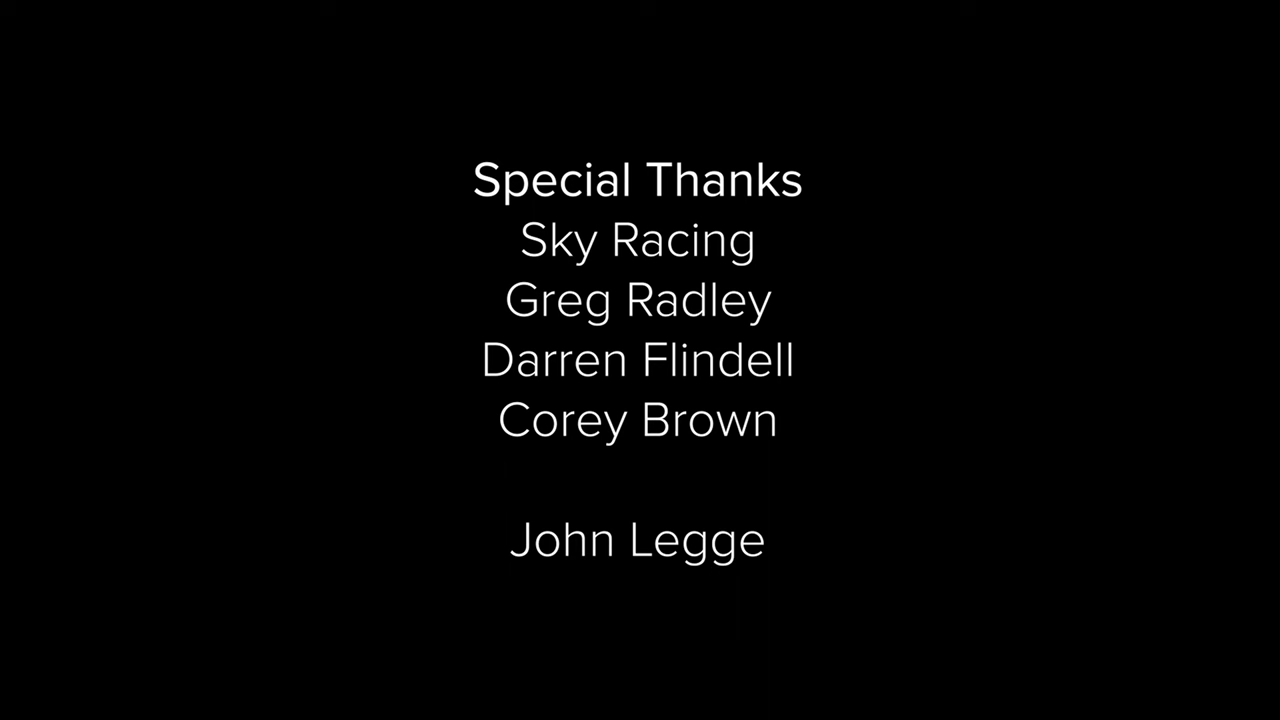 Special Thanks
Sky Racing
Greg Radley
Darren Flindell
Corey Brown
John Legge